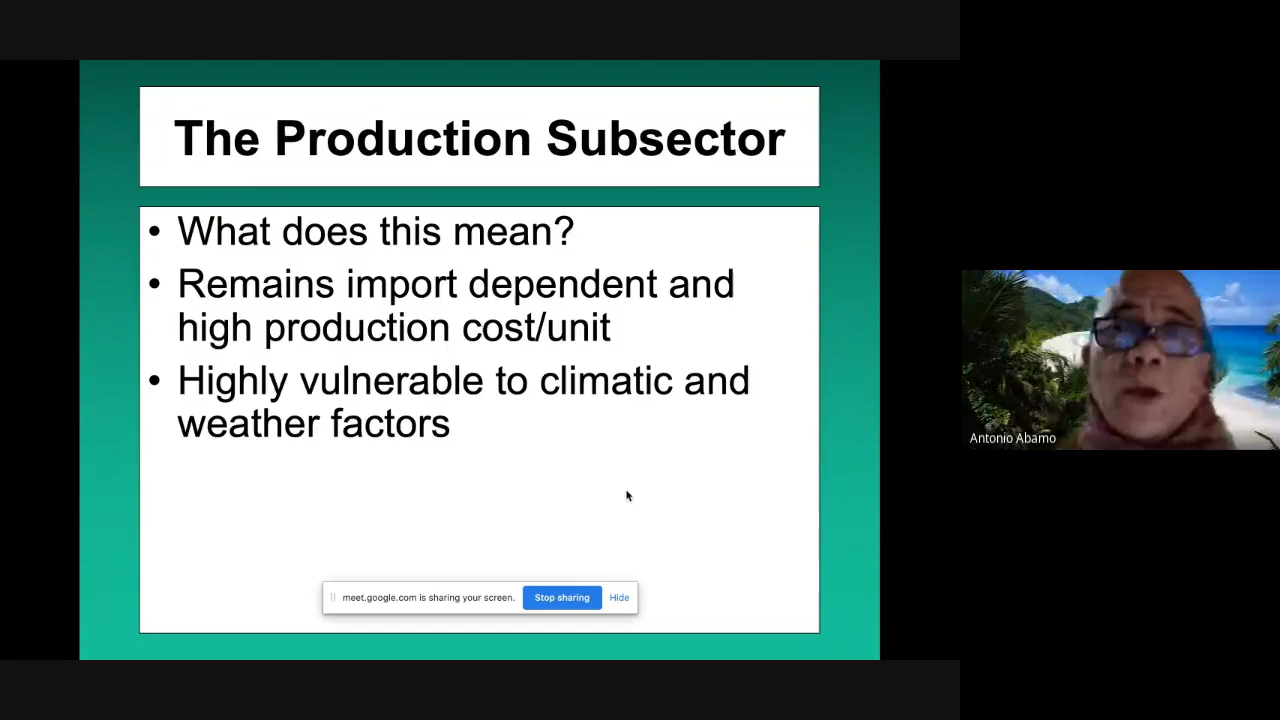 The Production Subsector
• What does this mean?
• Remains import dependent and
high production cost/unit
• Highly vulnerable to climatic and
weather factors
meet.google.com is sharing your screen. Stop sharing Hide
Antonio Abamo